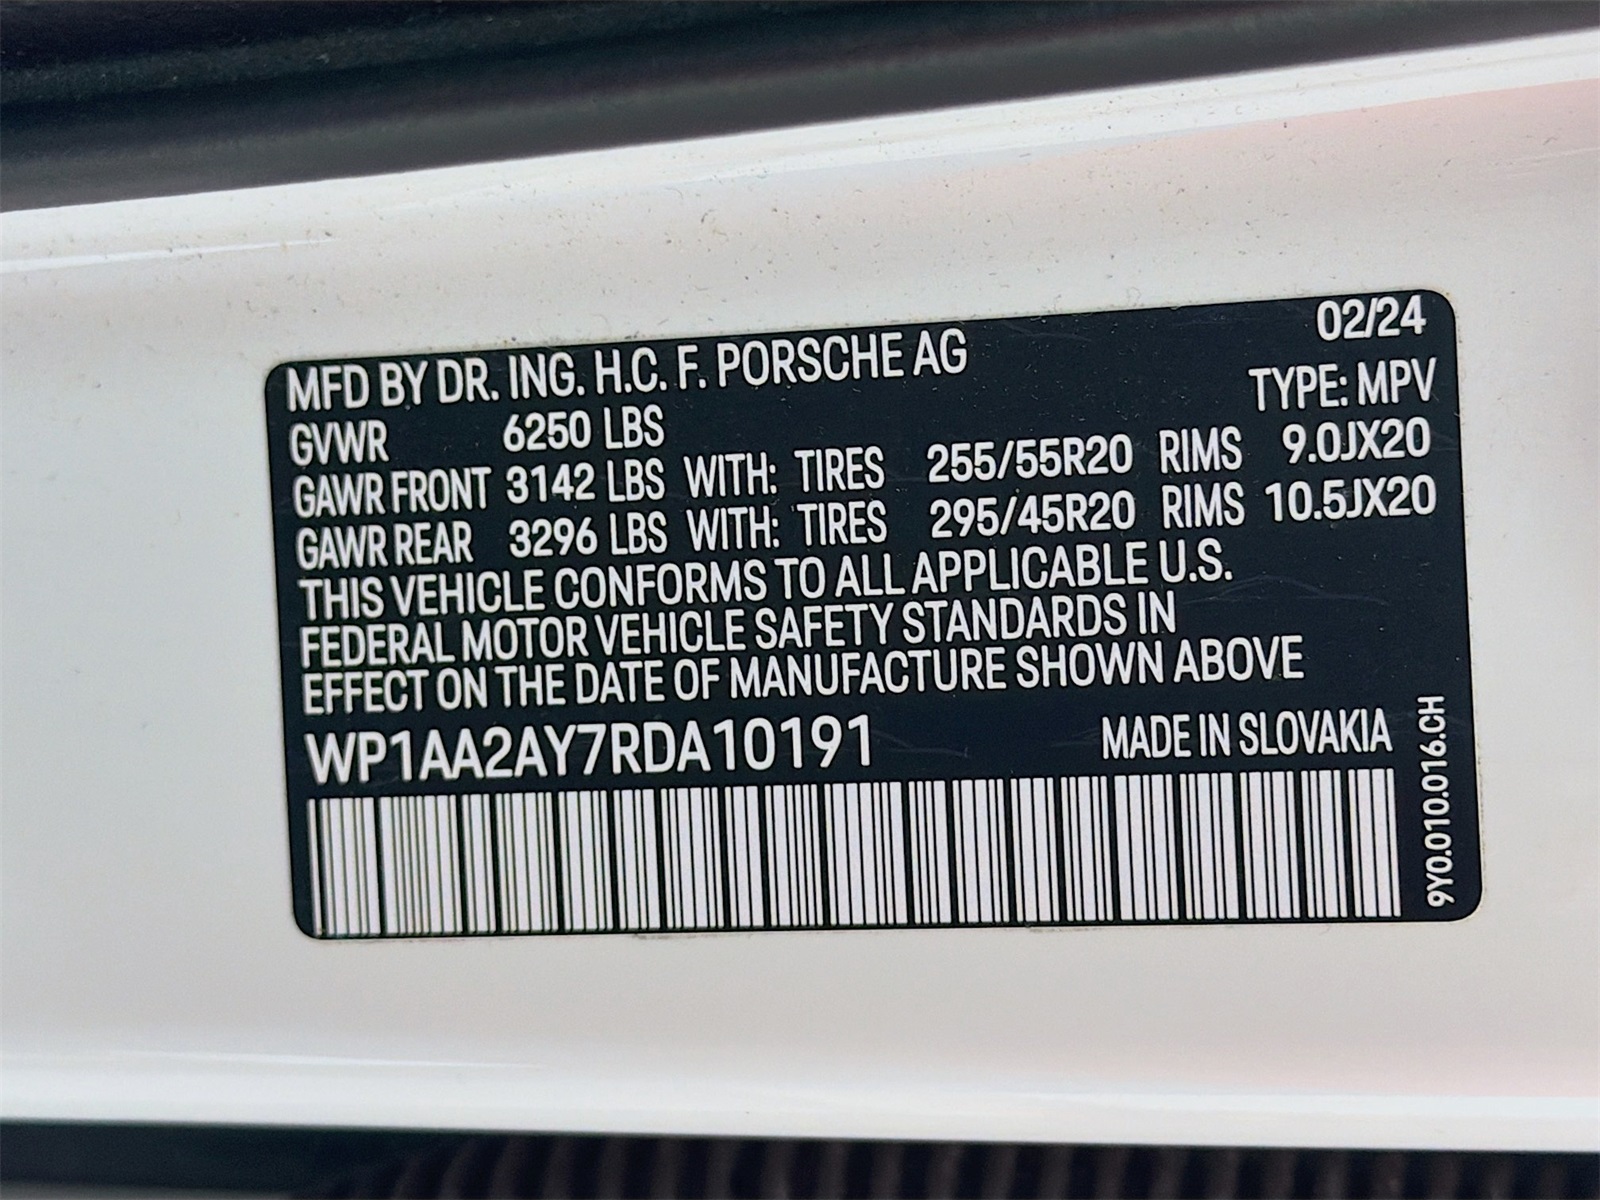 02/24
MFD BY DR. ING. H.C. F. PORSCHE AG
TYPE: MPV
GVWR 6250 LBS
GAWR FRONT 3142 LBS WITH: TIRES 255/55R20 RIMS 9.0JX20
GAWR REAR 3296 LBS WITH: TIRES 295/45R20 RIMS 10.5JX20
THIS VEHICLE CONFORMS TO ALL APPLICABLE U.S.
FEDERAL MOTOR VEHICLE SAFETY STANDARDS IN
EFFECT ON THE DATE OF MANUFACTURE SHOWN ABOVE
WP1AA2AY7RDA10191 MADE IN SLOVAKIA
9Y0.010.016.CH